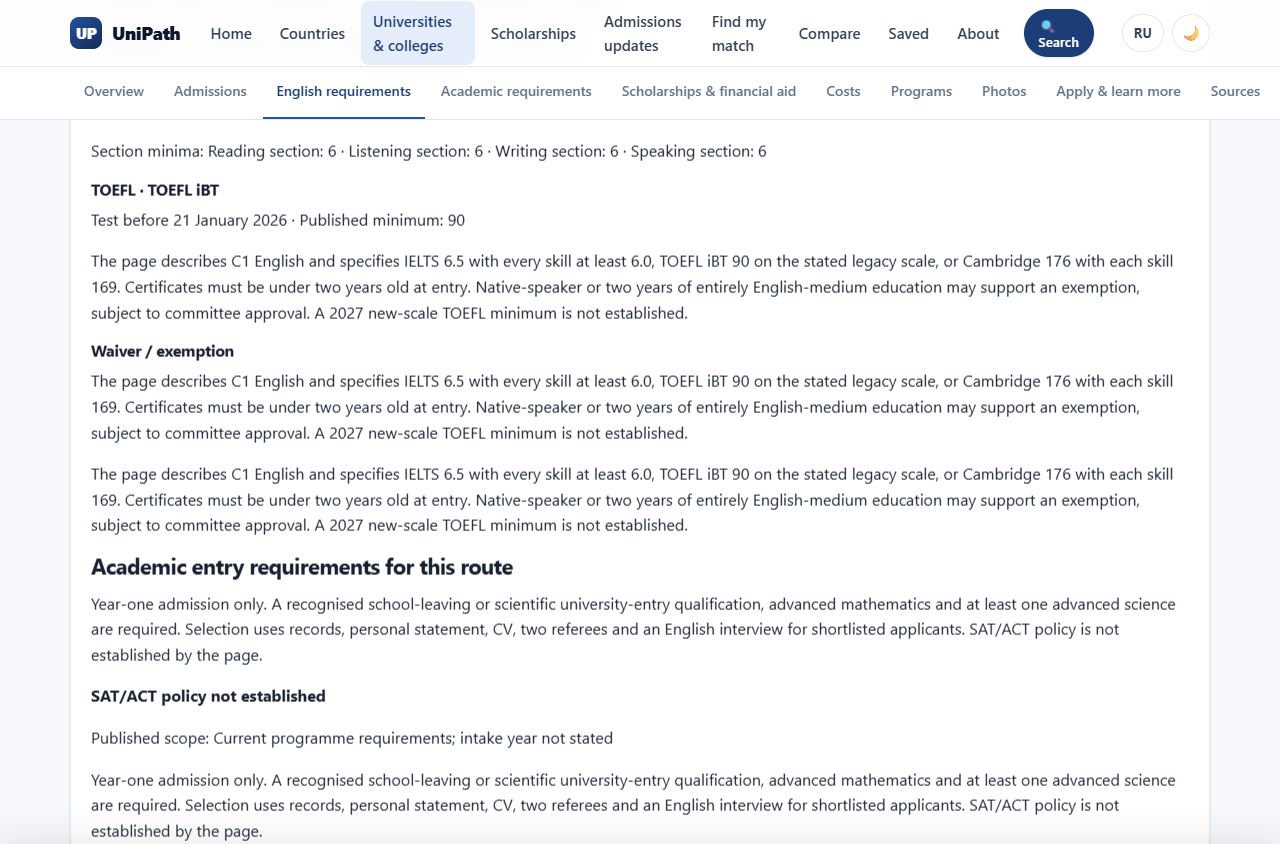 UP UniPath
Home
Countries
Universities
& colleges
Scholarships
Admissions
updates
Find my
match
Compare
Saved
About
Search
RU
Overview
Admissions
English requirements
Academic requirements
Scholarships & financial aid
Costs
Programs
Photos
Apply & learn more
Sources
Section minima: Reading section: 6 · Listening section: 6 · Writing section: 6 · Speaking section: 6
TOEFL · TOEFL iBT
Test before 21 January 2026 · Published minimum: 90
The page describes C1 English and specifies IELTS 6.5 with every skill at least 6.0, TOEFL iBT 90 on the stated legacy scale, or Cambridge 176 with each skill
169. Certificates must be under two years old at entry. Native-speaker or two years of entirely English-medium education may support an exemption,
subject to committee approval. A 2027 new-scale TOEFL minimum is not established.
Waiver / exemption
The page describes C1 English and specifies IELTS 6.5 with every skill at least 6.0, TOEFL iBT 90 on the stated legacy scale, or Cambridge 176 with each skill
169. Certificates must be under two years old at entry. Native-speaker or two years of entirely English-medium education may support an exemption,
subject to committee approval. A 2027 new-scale TOEFL minimum is not established.
The page describes C1 English and specifies IELTS 6.5 with every skill at least 6.0, TOEFL iBT 90 on the stated legacy scale, or Cambridge 176 with each skill
169. Certificates must be under two years old at entry. Native-speaker or two years of entirely English-medium education may support an exemption,
subject to committee approval. A 2027 new-scale TOEFL minimum is not established.
Academic entry requirements for this route
Year-one admission only. A recognised school-leaving or scientific university-entry qualification, advanced mathematics and at least one advanced science
are required. Selection uses records, personal statement, CV, two referees and an English interview for shortlisted applicants. SAT/ACT policy is not
established by the page.
SAT/ACT policy not established
Published scope: Current programme requirements; intake year not stated
Year-one admission only. A recognised school-leaving or scientific university-entry qualification, advanced mathematics and at least one advanced science
are required. Selection uses records, personal statement, CV, two referees and an English interview for shortlisted applicants. SAT/ACT policy is not
established by the page.